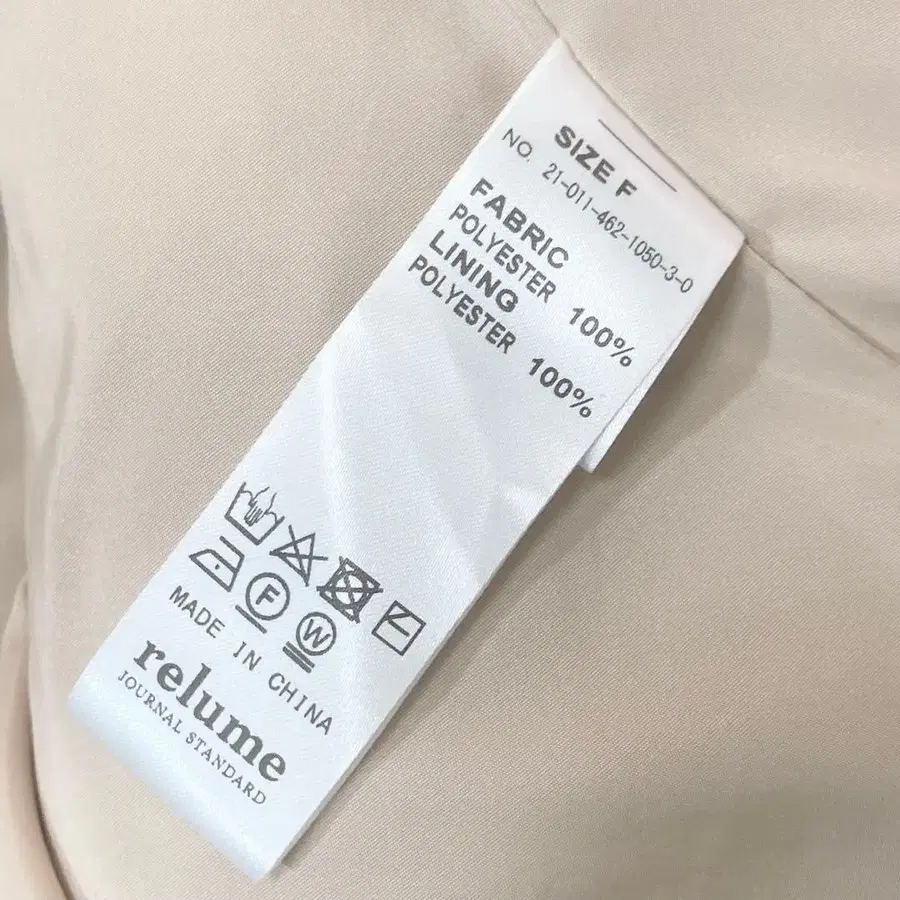 SIZE F
NO. 21-011-462-1050-3-0
FABRIC
POLYESTER 100%
LINING
POLYESTER 100%
F
W
MADE IN CHINA
relume
JOURNAL STANDARD